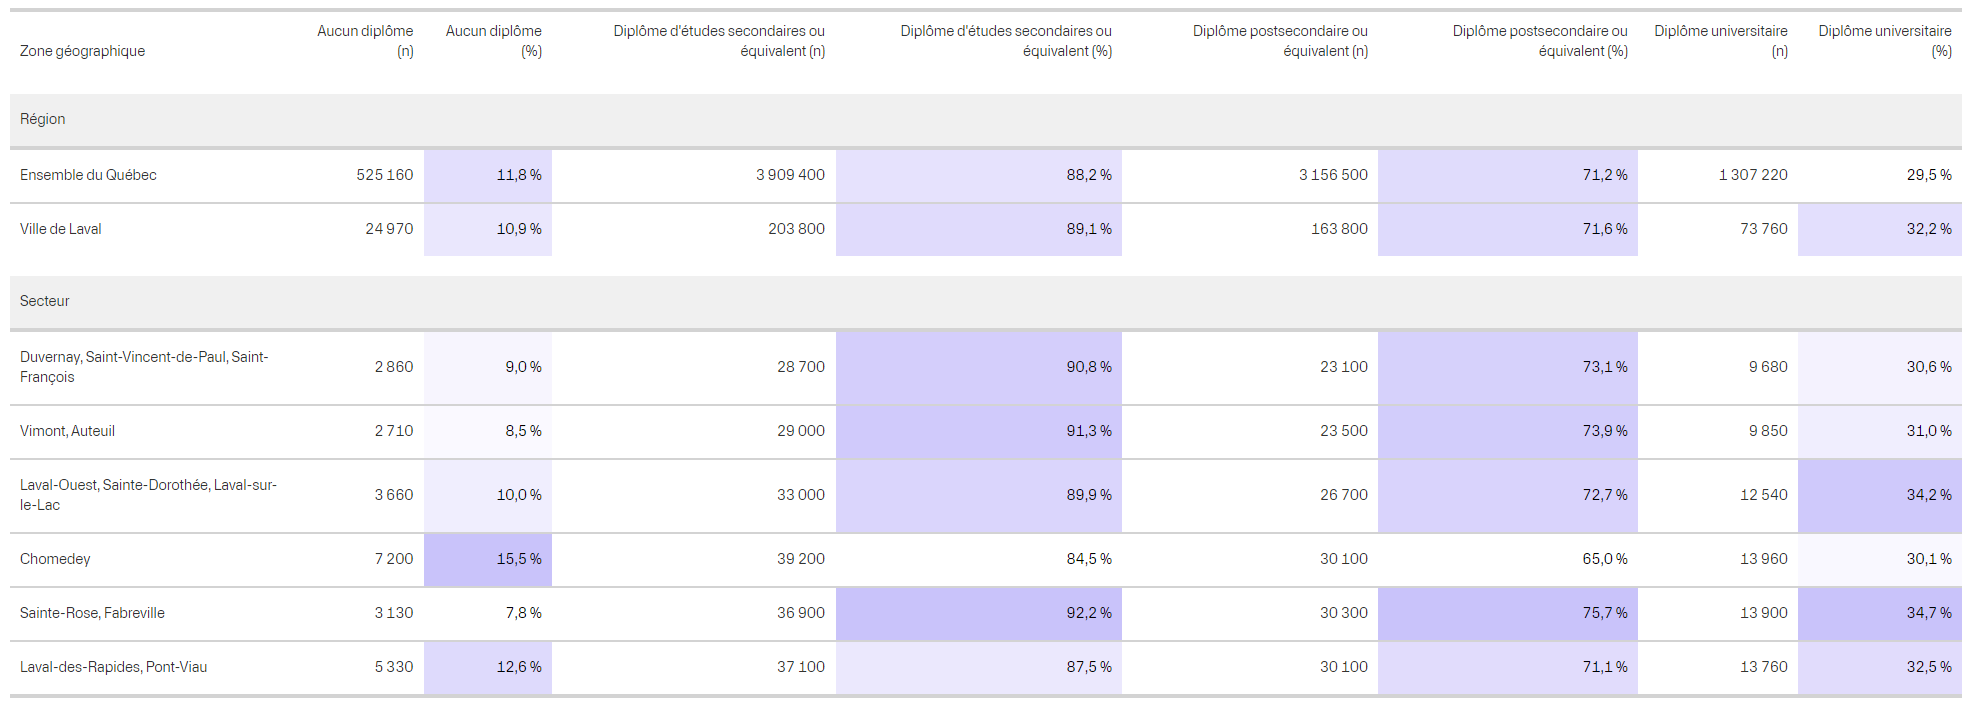 Zone géographique Aucun diplôme (n) Aucun diplôme (%) Diplôme d'études secondaires ou équivalent (n) Diplôme d'études secondaires ou équivalent (%) Diplôme postsecondaire ou équivalent (n) Diplôme postsecondaire ou équivalent (%) Diplôme universitaire (n) Diplôme universitaire (%)
Région
Ensemble du Québec 525 160 11,8 % 3 909 400 88,2 % 3 156 500 71,2 % 1 307 220 29,5 %
Ville de Laval 24 970 10,9 % 203 800 89,1 % 163 800 71,6 % 73 760 32,2 %
Secteur
Duvernay, Saint-Vincent-de-Paul, Saint-
François 2 860 9,0 % 28 700 90,8 % 23 100 73,1 % 9 680 30,6 %
Vimont, Auteuil 2 710 8,5 % 29 000 91,3 % 23 500 73,9 % 9 850 31,0 %
Laval-Ouest, Sainte-Dorothée, Laval-sur-
le-Lac 3 660 10,0 % 33 000 89,9 % 26 700 72,7 % 12 540 34,2 %
Chomedey 7 200 15,5 % 39 200 84,5 % 30 100 65,0 % 13 960 30,1 %
Sainte-Rose, Fabreville 3 130 7,8 % 36 900 92,2 % 30 300 75,7 % 13 900 34,7 %
Laval-des-Rapides, Pont-Viau 5 330 12,6 % 37 100 87,5 % 30 100 71,1 % 13 760 32,5 %